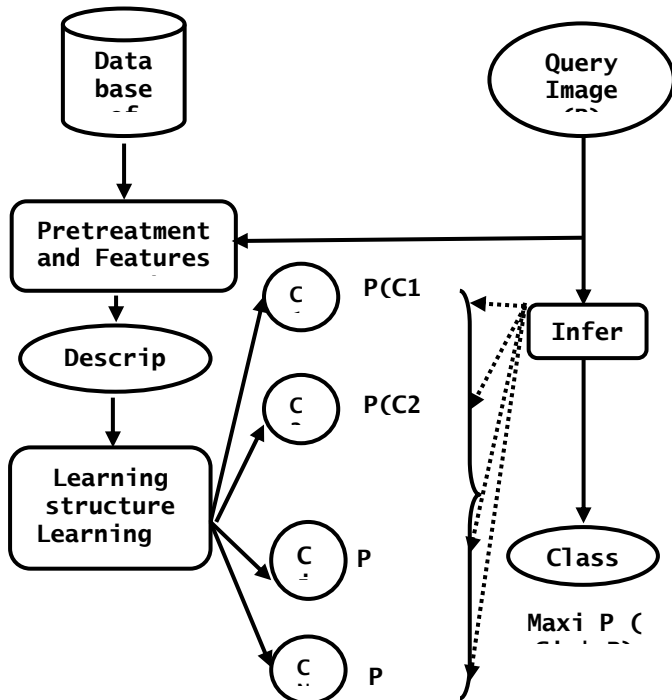 Data
base
Query
Image
Pretreatment
and Features
C
P(C1
Infer
Descrip
C
P(C2
Learning
structure
Learning
C
P
Class
Maxi P (
C
P